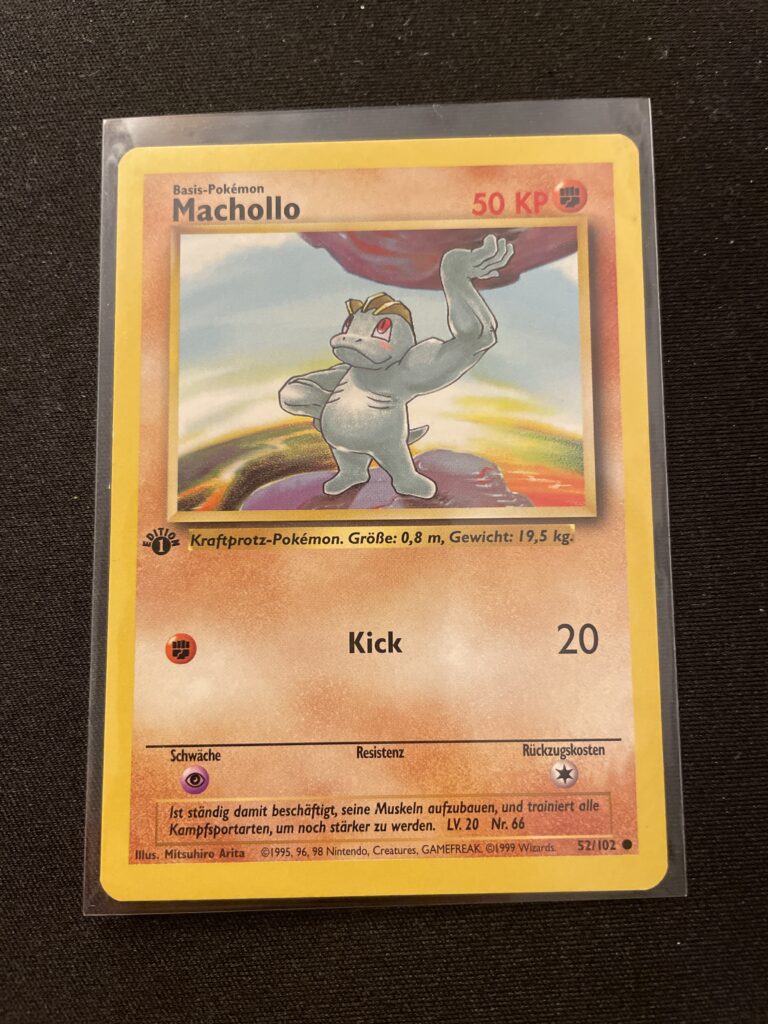 Basis-Pokémon
Machollo
50 KP
EDITION
1
Kraftprotz-Pokémon. Größe: 0,8 m, Gewicht: 19,5 kg.
Kick 20
Schwäche Resistenz Rückzugskosten
Ist ständig damit beschäftigt, seine Muskeln aufzubauen, und trainiert alle
Kampfsportarten, um noch stärker zu werden. LV. 20 Nr. 66
Illus. Mitsuhiro Arita ©1995, 96, 98 Nintendo, Creatures, GAMEFREAK. ©1999 Wizards. 52/102